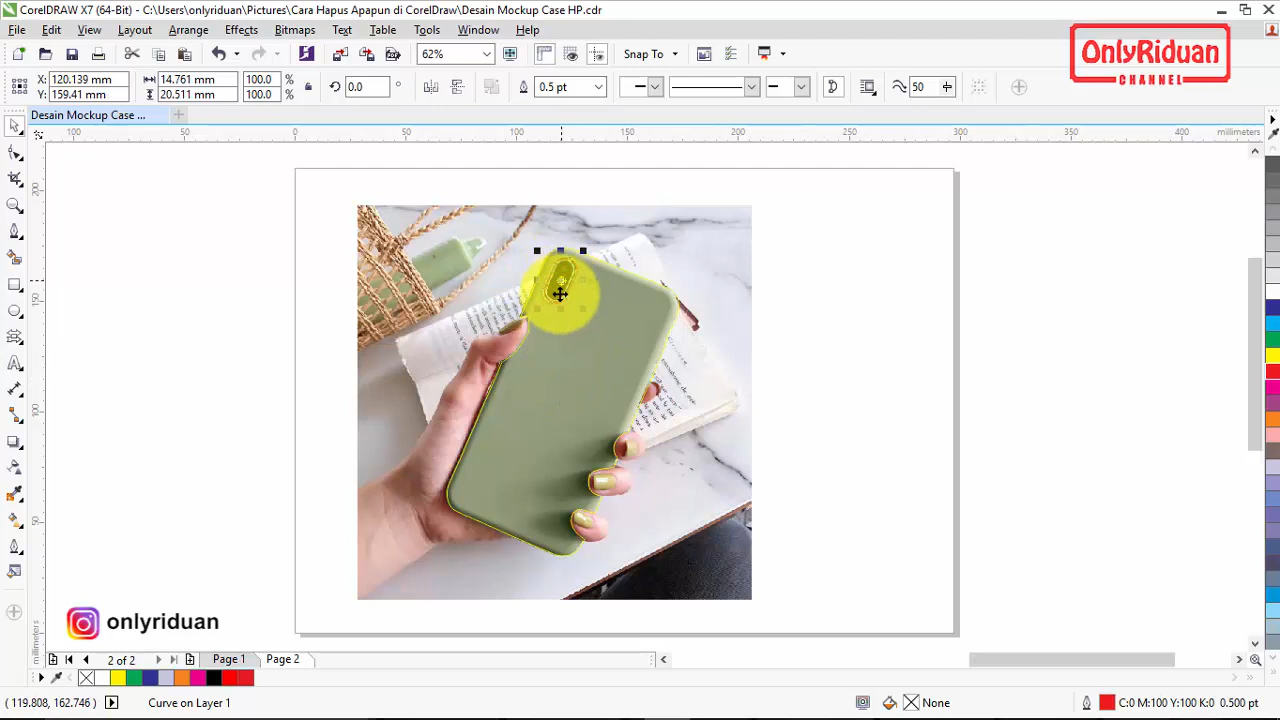 CorelDRAW X7 (64-Bit) - C:\Users\onlyriduan\Pictures\Cara Hapus Apapun di CorelDraw\Desain Mockup Case HP.cdr
File Edit View Layout Arrange Effects Bitmaps Text Table Tools Window Help
62% Snap To
OnlyRiduan
CHANNEL
X: 120.139 mm 14.761 mm 100.0 % 0.0 ° 0.5 pt 50
Y: 159.41 mm 20.511 mm 100.0 %
Desain Mockup Case ...
100 50 0 50 100 150 200 250 300 350 400 millimeters
200
150
100
50
millimeters
onlyriduan
2 of 2 Page 1 Page 2
( 119.808, 162.746 ) Curve on Layer 1 None C:0 M:100 Y:100 K:0 0.500 pt